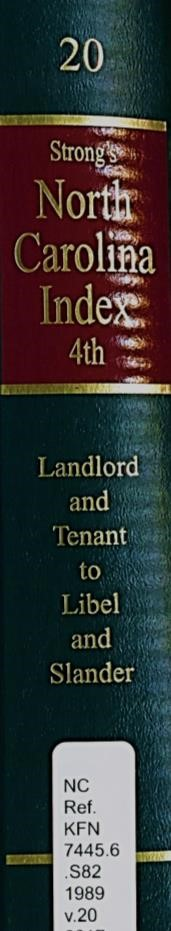 20
Strong's
North
Carolina
Index
4th
Landlord
and
Tenant
to
Libel
and
Slander
NC
Ref.
KFN
7445.6
.S82
1989
v.20